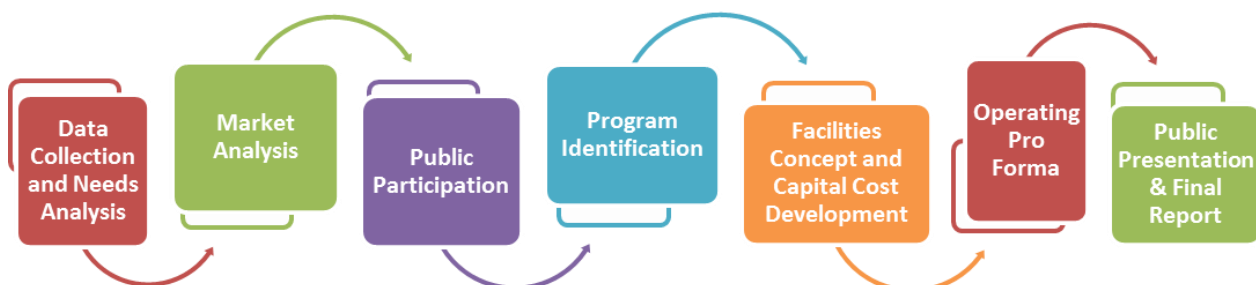 Data
Collection
and Needs
Analysis
Market
Analysis
Public
Participation
Program
Identification
Facilities
Concept and
Capital Cost
Development
Operating
Pro
Forma
Public
Presentation
& Final
Report